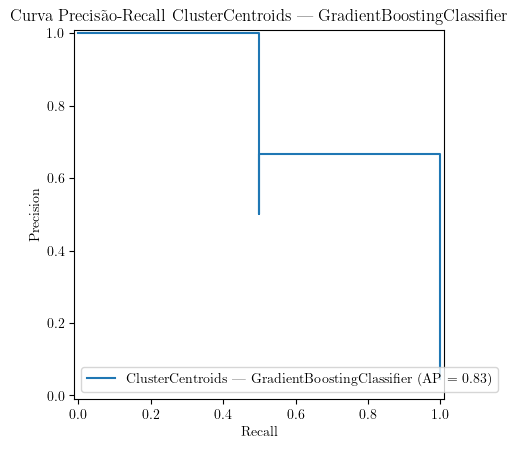 Curva Precisão-Recall ClusterCentroids — GradientBoostingClassifier
1.0
0.8
0.6
0.4
0.2
0.0
Precision
ClusterCentroids — GradientBoostingClassifier (AP = 0.83)
0.0 0.2 0.4 0.6 0.8 1.0
Recall